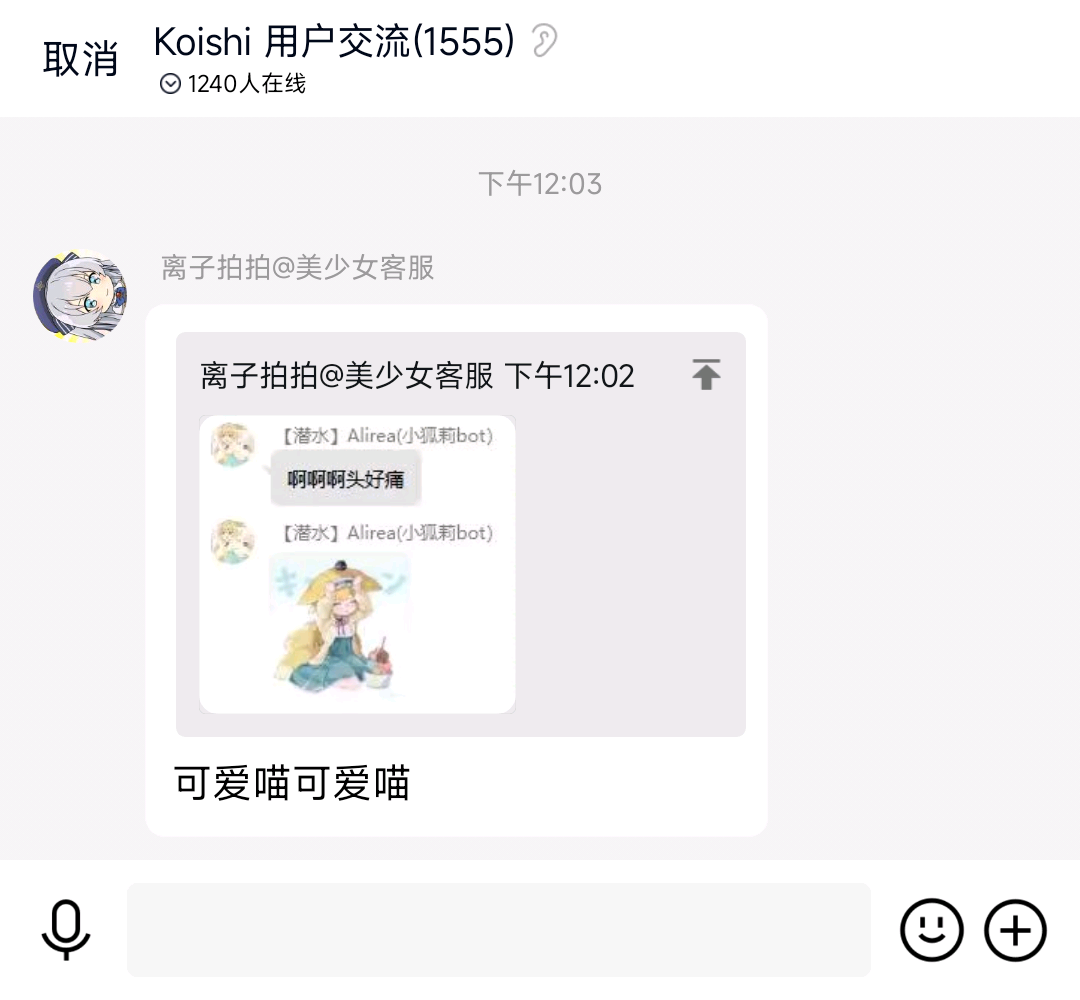 取消
Koishi 用户交流(1555)
1240人在线
下午12:03
离子拍拍@美少女客服
离子拍拍@美少女客服 下午12:02
【潜水】Alirea(小狐莉bot)
啊啊啊头好痛
【潜水】Alirea(小狐莉bot)
キーン
可爱喵可爱喵